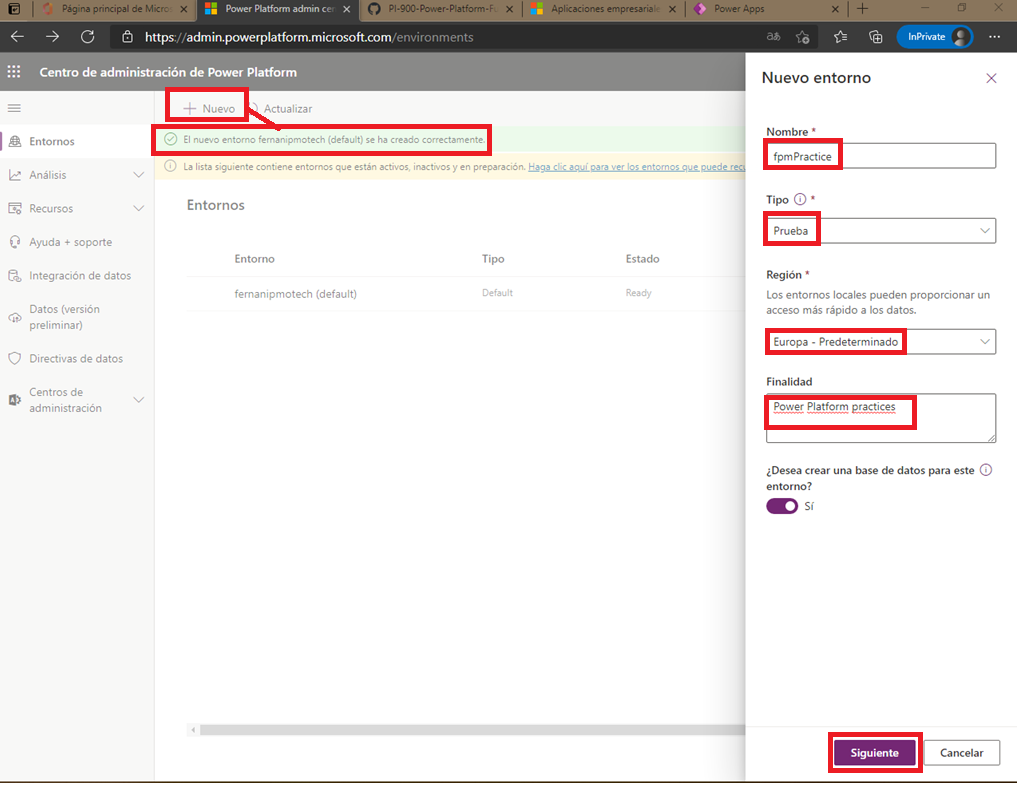 Página principal de Micro
Power Platform admin cer
PI-900-Power-Platform-Fu
Aplicaciones empresariale
Power Apps
https://admin.powerplatform.microsoft.com/environments
InPrivate
Centro de administración de Power Platform
Nuevo
Actualizar
El nuevo entorno fernanipmotech (default) se ha creado correctamente.
La lista siguiente contiene entornos que están activos, inactivos y en preparación. Haga clic aquí para ver los entornos que puede recu
Entornos
Análisis
Recursos
Ayuda + soporte
Integración de datos
Datos (versión
preliminar)
Directivas de datos
Centros de
administración
Entornos
Entorno Tipo Estado
fernanipmotech (default) Default Ready
Nuevo entorno
Nombre *
fpmPractice
Tipo *
Prueba
Región *
Los entornos locales pueden proporcionar un
acceso más rápido a los datos.
Europa - Predeterminado
Finalidad
Power Platform practices
¿Desea crear una base de datos para este
entorno?
Sí
Siguiente
Cancelar